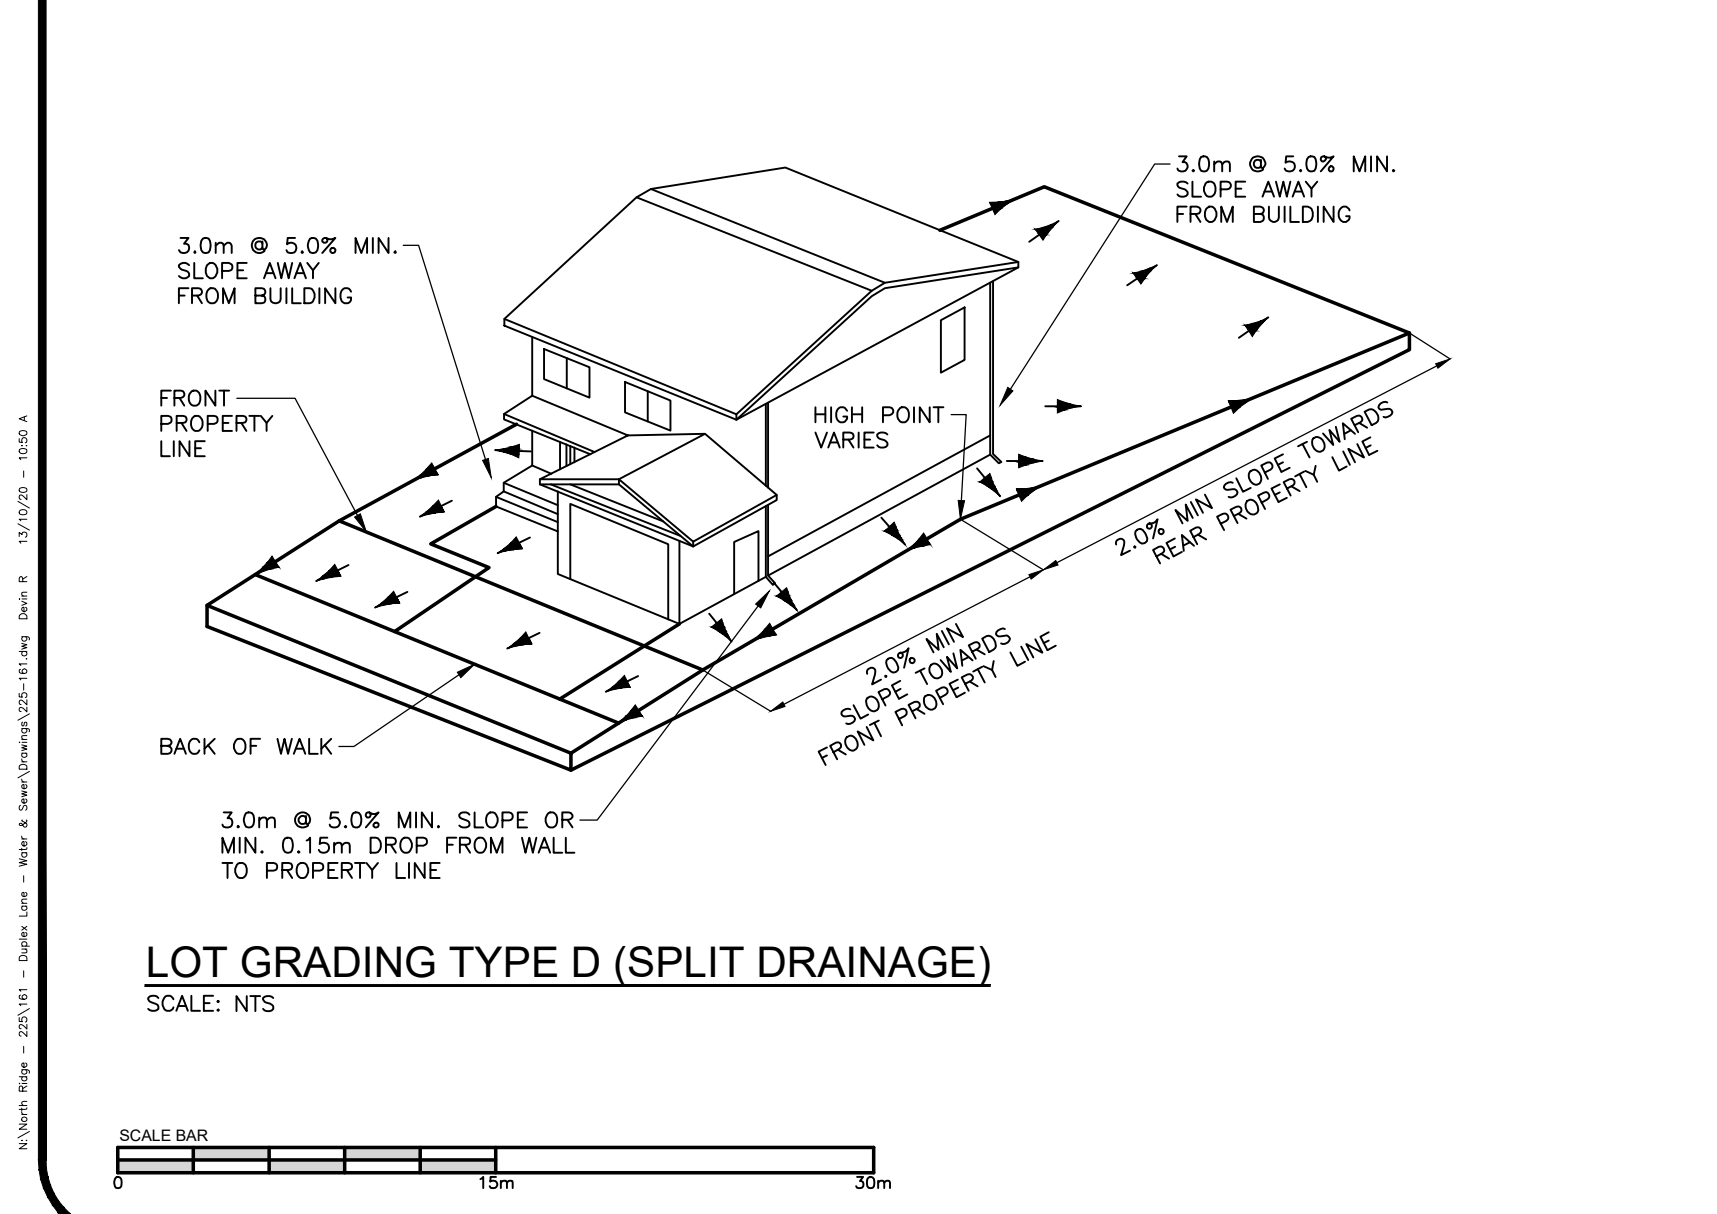 3.0m @ 5.0% MIN.
SLOPE AWAY
FROM BUILDING
3.0m @ 5.0% MIN.
SLOPE AWAY
FROM BUILDING
FRONT
PROPERTY
LINE
HIGH POINT
VARIES
2.0% MIN SLOPE TOWARDS
REAR PROPERTY LINE
2.0% MIN
SLOPE TOWARDS
FRONT PROPERTY LINE
BACK OF WALK
3.0m @ 5.0% MIN. SLOPE OR
MIN. 0.15m DROP FROM WALL
TO PROPERTY LINE
LOT GRADING TYPE D (SPLIT DRAINAGE)
SCALE: NTS
SCALE BAR
0 15m 30m
N:\North Ridge - 225\161 - Duplex Lane - Water & Sewer\Drawings\225-161.dwg Devin R 13/10/20 - 10:50 A